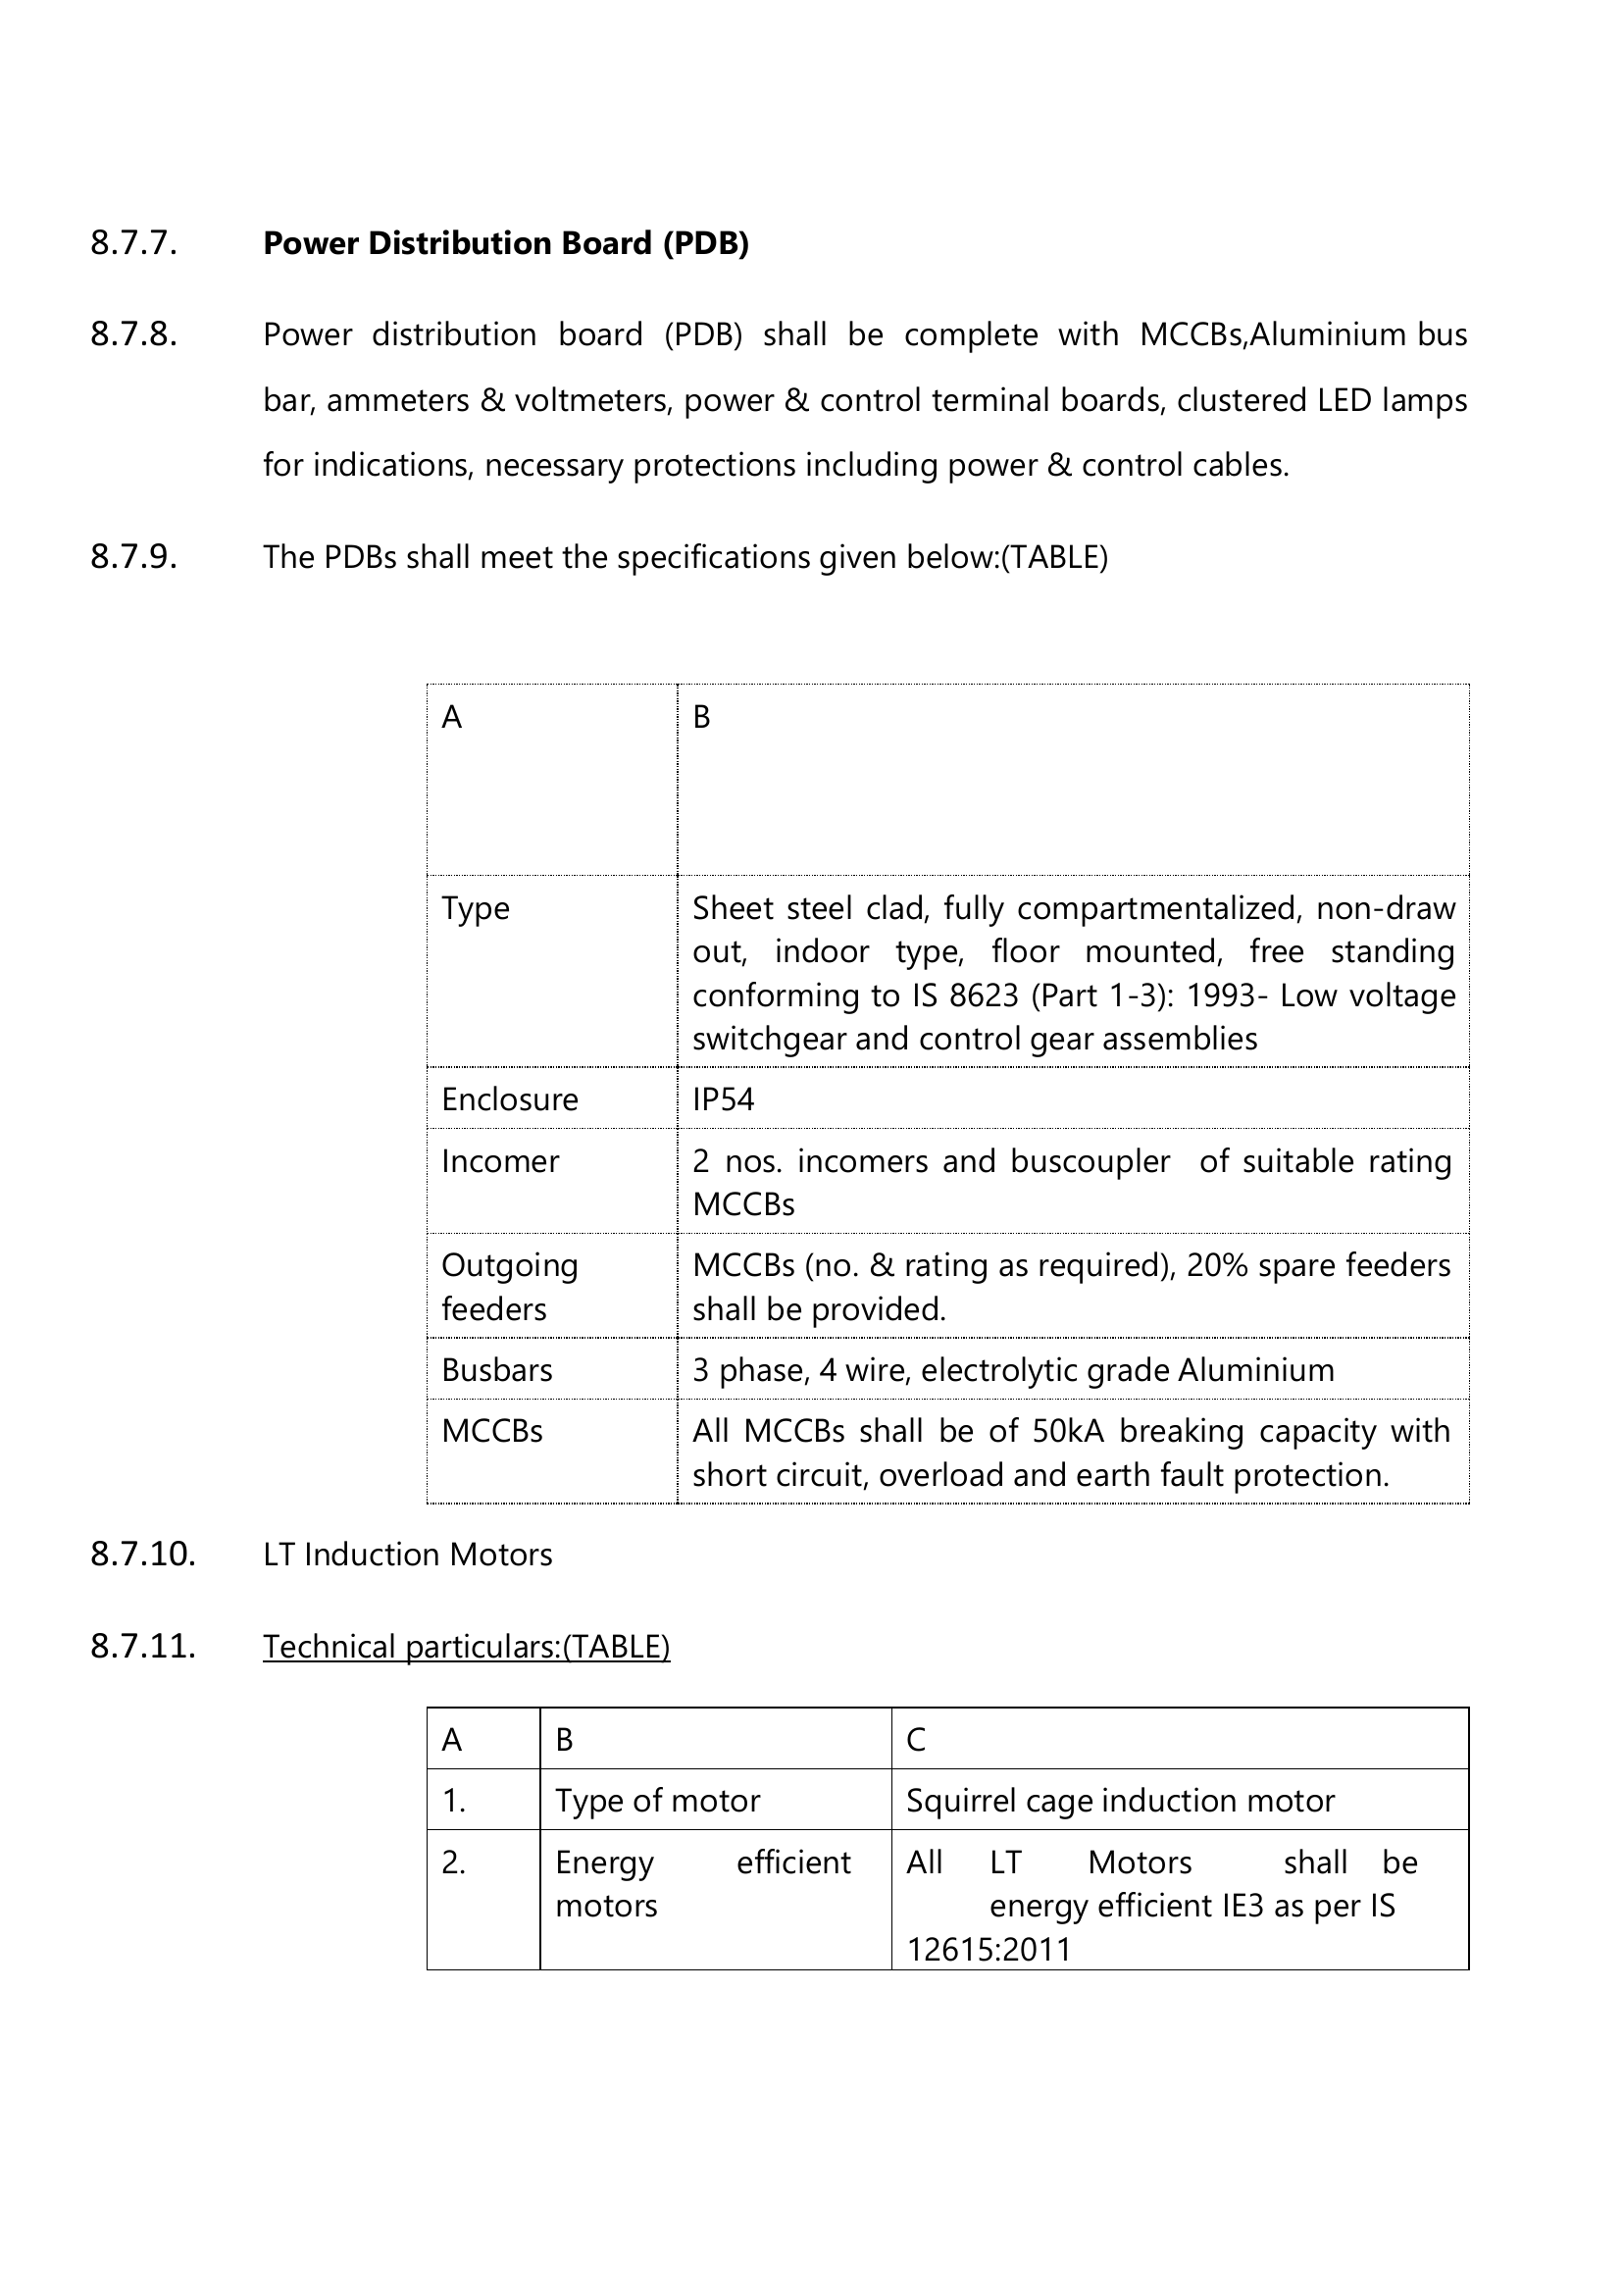 8.7.7. Power Distribution Board (PDB)
8.7.8. Power distribution board (PDB) shall be complete with MCCBs,Aluminium bus
bar, ammeters & voltmeters, power & control terminal boards, clustered LED lamps
for indications, necessary protections including power & control cables.
8.7.9. The PDBs shall meet the specifications given below:(TABLE)
A B
Type Sheet steel clad, fully compartmentalized, non-draw
out, indoor type, floor mounted, free standing
conforming to IS 8623 (Part 1-3): 1993- Low voltage
switchgear and control gear assemblies
Enclosure IP54
Incomer 2 nos. incomers and buscoupler of suitable rating
MCCBs
Outgoing MCCBs (no. & rating as required), 20% spare feeders
feeders shall be provided.
Busbars 3 phase, 4 wire, electrolytic grade Aluminium
MCCBs All MCCBs shall be of 50kA breaking capacity with
short circuit, overload and earth fault protection.
8.7.10. LT Induction Motors
8.7.11. Technical particulars:(TABLE)
A B C
1. Type of motor Squirrel cage induction motor
2. Energy efficient All LT Motors shall be
motors energy efficient IE3 as per IS
12615:2011